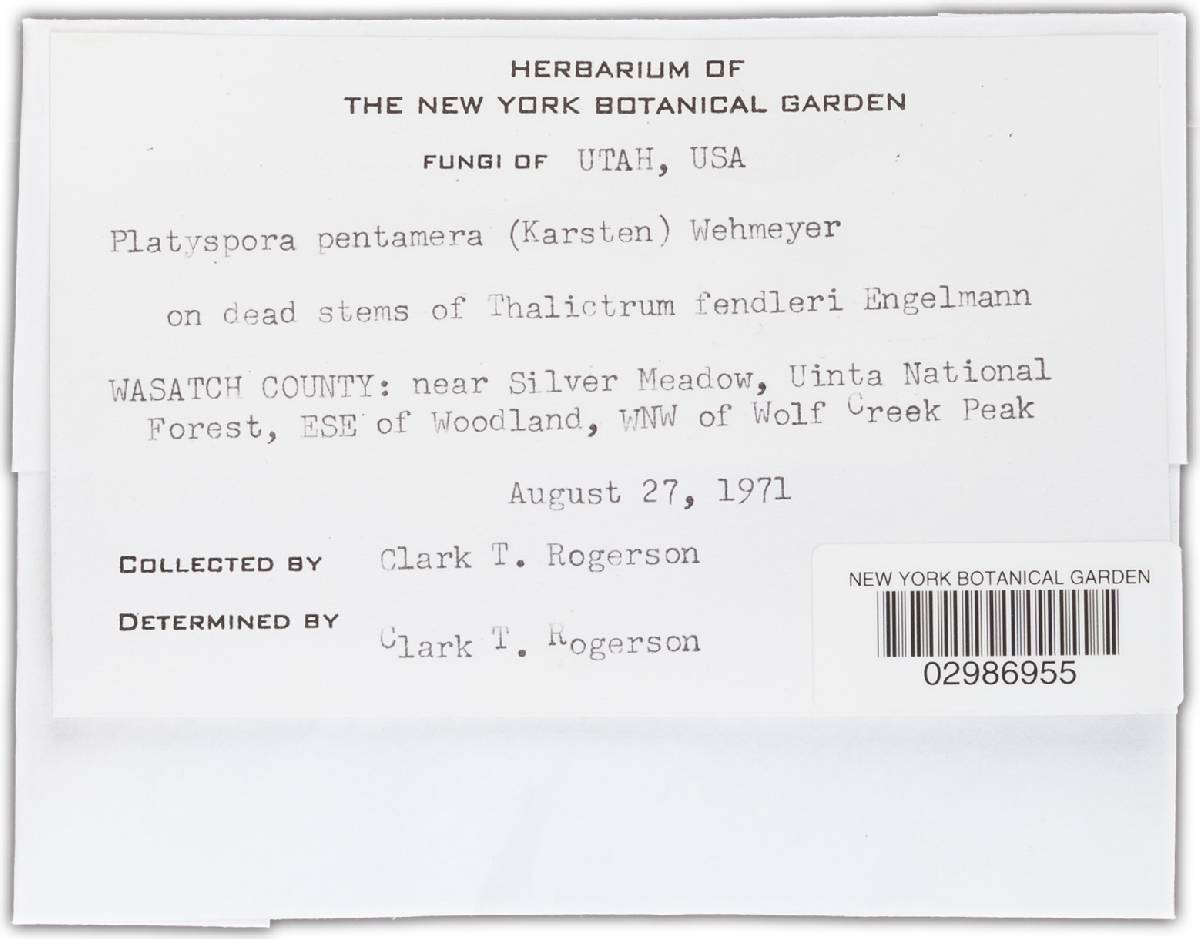 HERBARIUM OF
THE NEW YORK BOTANICAL GARDEN
FUNGI OF UTAH, USA
Platyspora pentamera (Karsten) Wehmeyer
on dead stems of Thalictrum fendleri Engelmann
WASATCH COUNTY: near Silver Meadow, Uinta National
Forest, ESE of Woodland, WNW of Wolf Creek Peak
August 27, 1971
COLLECTED BY Clark T. Rogerson
DETERMINED BY Clark T. Rogerson
NEW YORK BOTANICAL GARDEN
02986955